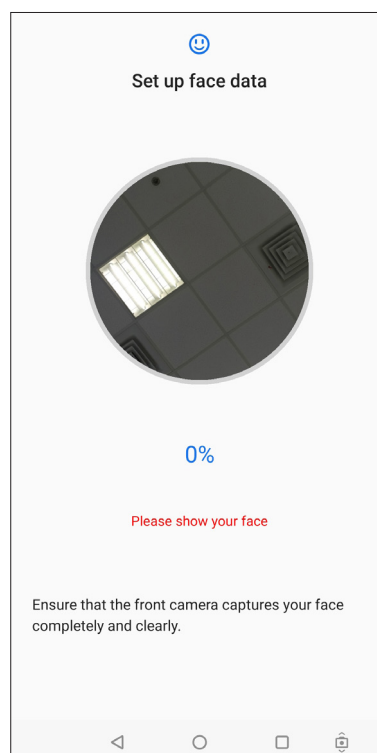 Set up face data
0%
Please show your face
Ensure that the front camera captures your face
completely and clearly.